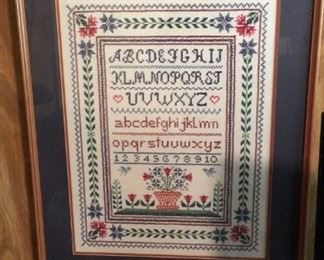 ABCDEFGHIJ
KLMNOPQRST
UVWXYZ
abcdefghijklmn
opqrstuvwxyz
12345678910